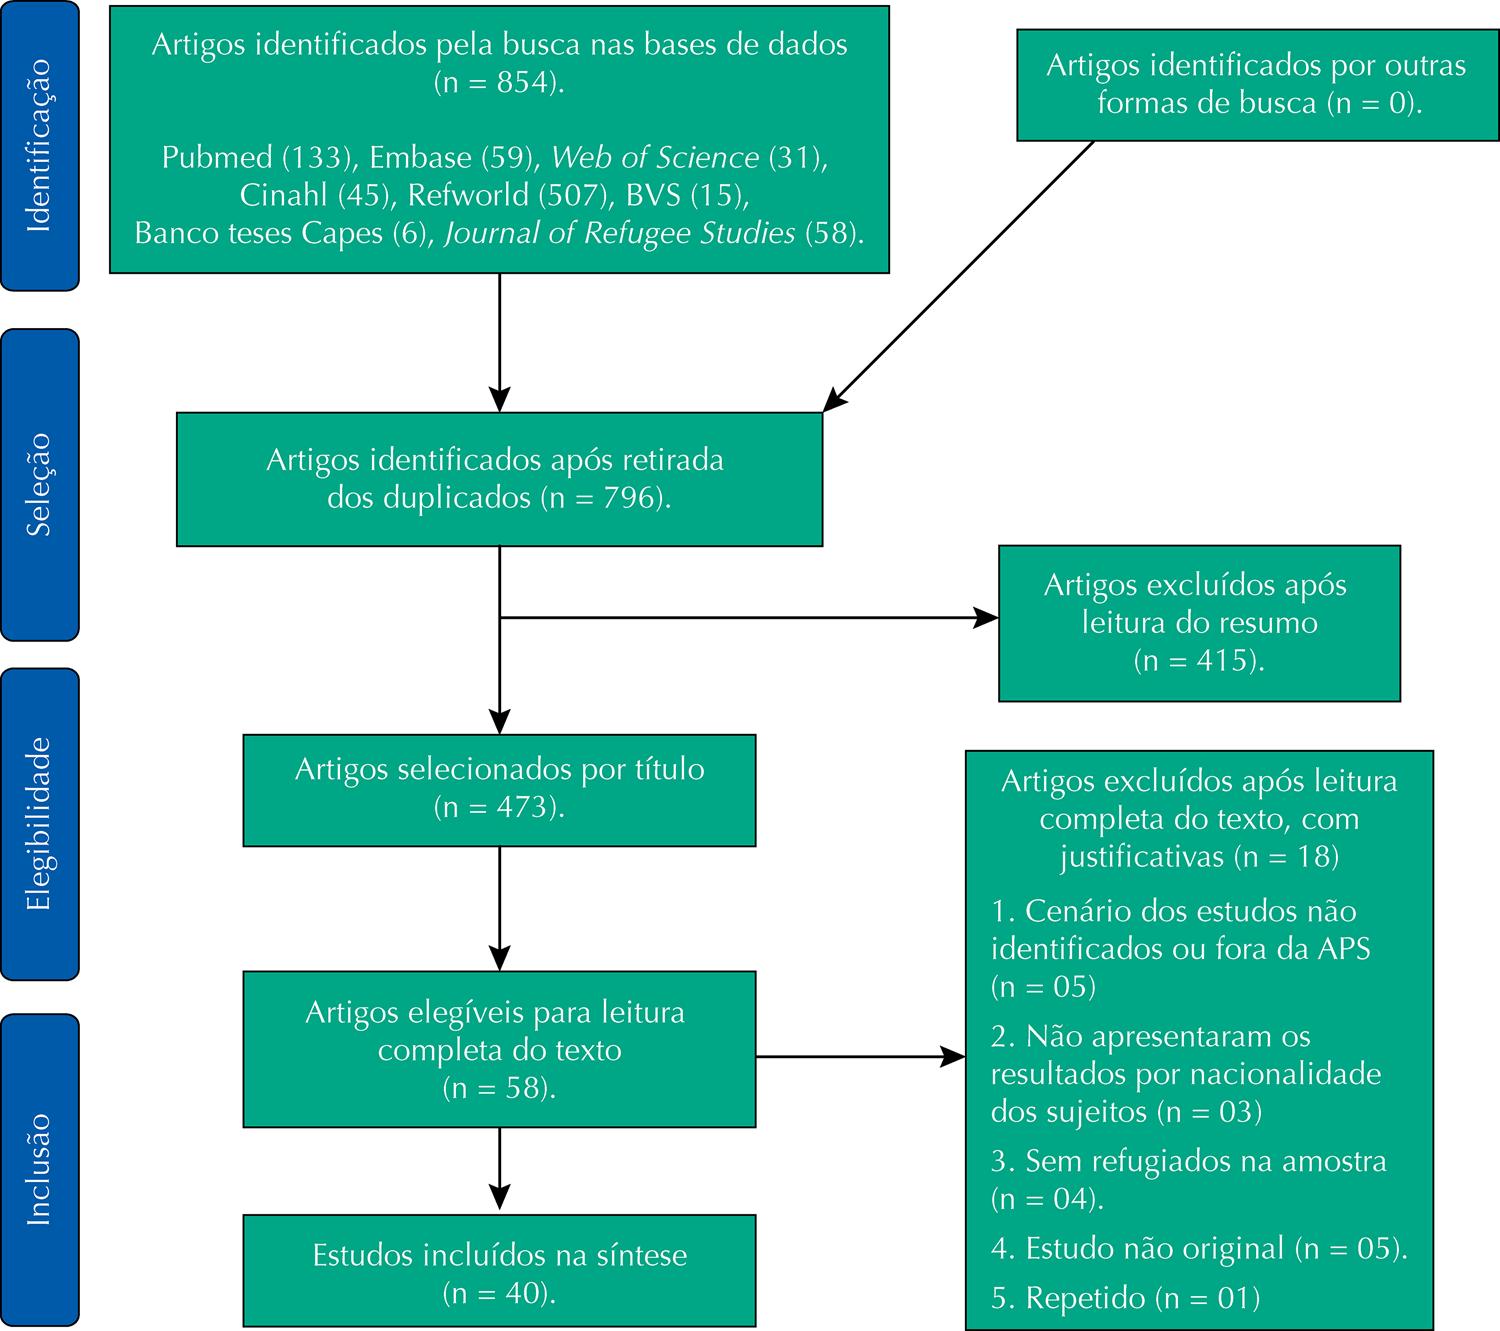 Identificação
Artigos identificados pela busca nas bases de dados
(n = 854).
Pubmed (133), Embase (59), Web of Science (31),
Cinahl (45), Refworld (507), BVS (15),
Banco teses Capes (6), Journal of Refugee Studies (58).
Artigos identificados por outras
formas de busca (n = 0).
Seleção
Artigos identificados após retirada
dos duplicados (n = 796).
Artigos excluídos após
leitura do resumo
(n = 415).
Elegibilidade
Artigos selecionados por título
(n = 473).
Artigos elegíveis para leitura
completa do texto
(n = 58).
Artigos excluídos após leitura
completa do texto, com
justificativas (n = 18)
1. Cenário dos estudos não
identificados ou fora da APS
(n = 05)
2. Não apresentaram os
resultados por nacionalidade
dos sujeitos (n = 03)
3. Sem refugiados na amostra
(n = 04).
4. Estudo não original (n = 05).
5. Repetido (n = 01)
Inclusão
Estudos incluídos na síntese
(n = 40).